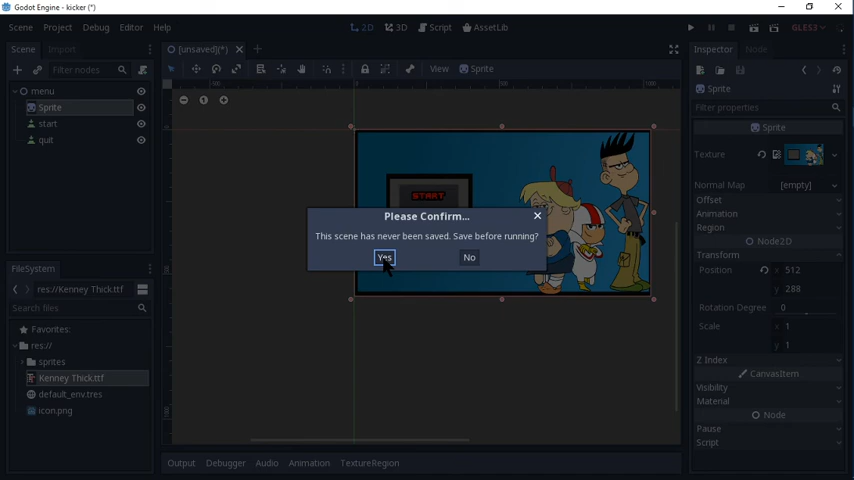 Godot Engine - kicker (*)
Scene Project Debug Editor Help
2D 3D Script AssetLib
GLES3
Scene Import
[unsaved](*)
Inspector Node
Filter nodes
View Sprite
menu
Sprite
start
quit
-500 0 500 1000
START
Please Confirm...
This scene has never been saved. Save before running?
Yes No
FileSystem
res://Kenney Thick.ttf
Search files
Favorites:
res://
sprites
Kenney Thick.ttf
default_env.tres
icon.png
Sprite
Filter properties
Sprite
Texture
Normal Map [empty]
Offset
Animation
Region
Node2D
Transform
Position x 512
y 288
Rotation Degree 0
Scale x 1
y 1
Z Index
CanvasItem
Visibility
Material
Node
Pause
Script
Output Debugger Audio Animation TextureRegion